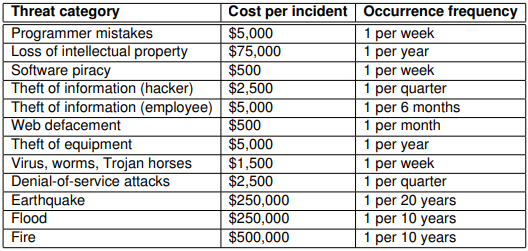 Threat category Cost per incident Occurrence frequency
Programmer mistakes $5,000 1 per week
Loss of intellectual property $75,000 1 per year
Software piracy $500 1 per week
Theft of information (hacker) $2,500 1 per quarter
Theft of information (employee) $5,000 1 per 6 months
Web defacement $500 1 per month
Theft of equipment $5,000 1 per year
Virus, worms, Trojan horses $1,500 1 per week
Denial-of-service attacks $2,500 1 per quarter
Earthquake $250,000 1 per 20 years
Flood $250,000 1 per 10 years
Fire $500,000 1 per 10 years